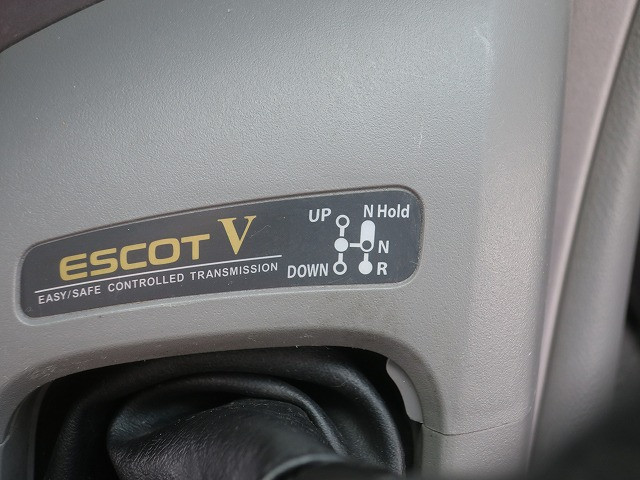 ESCOT V
EASY/SAFE CONTROLLED TRANSMISSION
UP N Hold
N
DOWN R